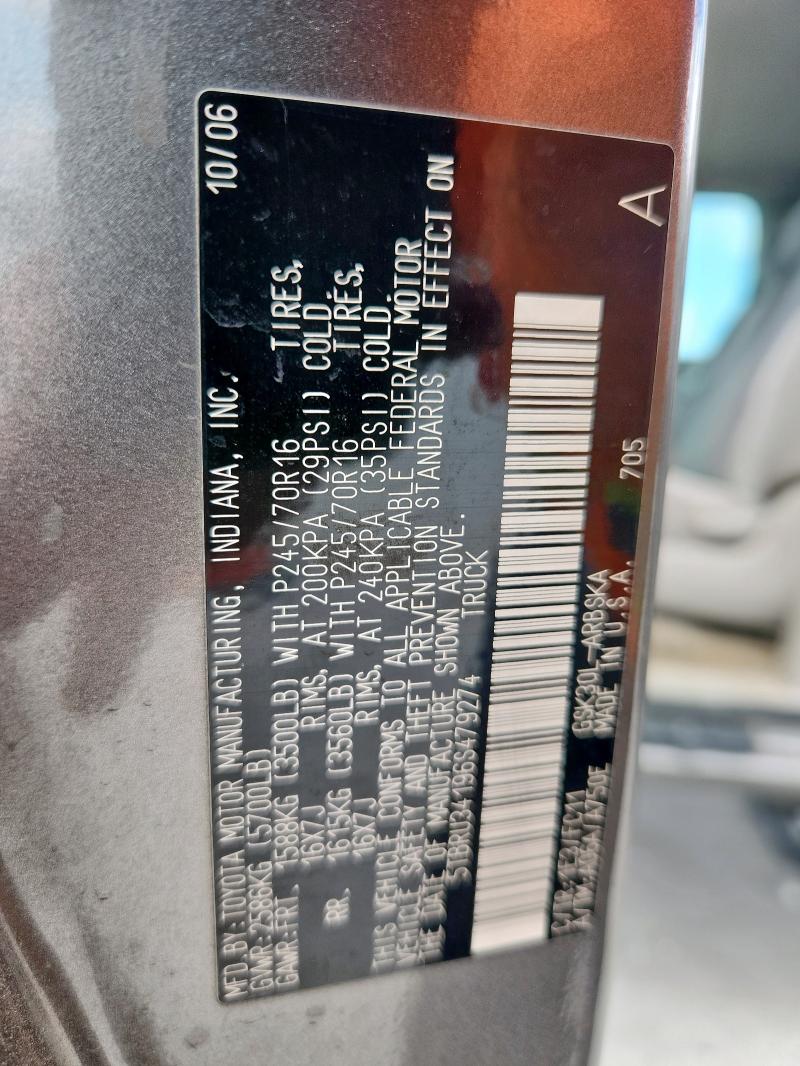 MFD.BY:TOYOTA MOTOR MANUFACTURING, INDIANA, INC. 10/06
GVWR:2586KG (5700LB)
GAWR:FRT. 1588KG (3500LB) WITH P245/70R16 TIRES,
16X7J RIMS, AT 200KPA (29PSI) COLD.
RR. 1615KG (3560LB) WITH P245/70R16 TIRES,
16X7J RIMS, AT 240KPA (35PSI) COLD.
THIS VEHICLE CONFORMS TO ALL APPLICABLE FEDERAL MOTOR
VEHICLE SAFETY AND THEFT PREVENTION STANDARDS IN EFFECT ON
THE DATE OF MANUFACTURE SHOWN ABOVE.
5TBRU34196S479274 TRUCK
GSK30L-ARBSKA
MADE IN U.S.A. 705
A